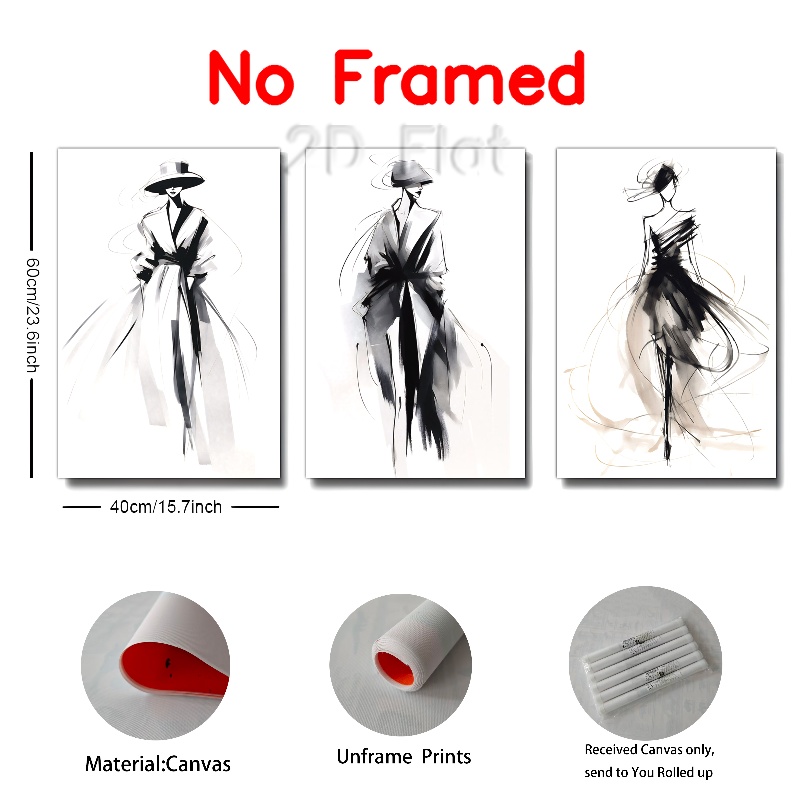 No Framed
2D Flat
60cm/23.6inch
40cm/15.7inch
Material:Canvas
Unframe Prints
Received Canvas only,
send to You Rolled up